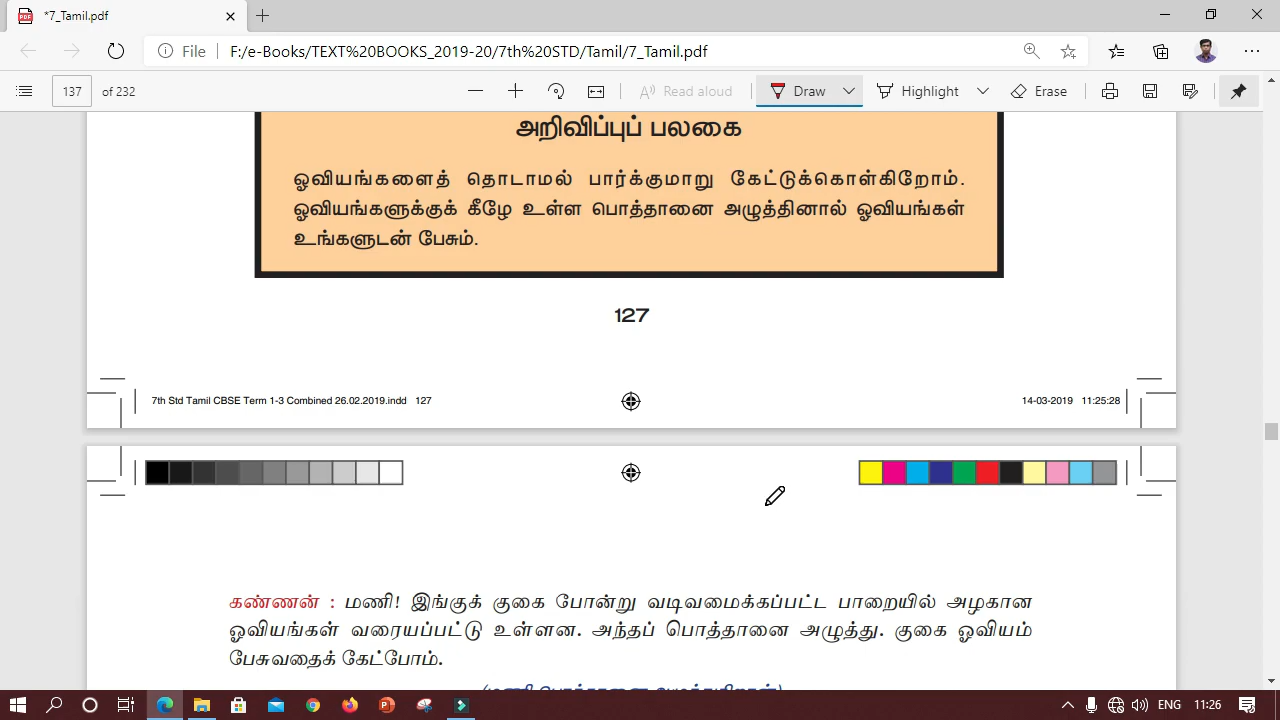 *7_Tamil.pdf
File F:/e-Books/TEXT%20BOOKS_2019-20/7th%20STD/Tamil/7_Tamil.pdf
137 of 232 Read aloud Draw Highlight Erase
அறிவிப்புப் பலகை
ஓவியங்களைத் தொடாமல் பார்க்குமாறு கேட்டுக்கொள்கிறோம்.
ஓவியங்களுக்குக் கீழே உள்ள பொத்தானை அழுத்தினால் ஓவியங்கள்
உங்களுடன் பேசும்.
127
7th Std Tamil CBSE Term 1-3 Combined 26.02.2019.indd 127 14-03-2019 11:25:28
கண்ணன் : மணி! இங்குக் குகை போன்று வடிவமைக்கப்பட்ட பாறையில் அழகான
ஓவியங்கள் வரையப்பட்டு உள்ளன. அந்தப் பொத்தானை அழுத்து. குகை ஓவியம்
பேசுவதைக் கேட்போம்.
(மணி பொத்தானை அழுத்துகிறான்)
ENG 11:26